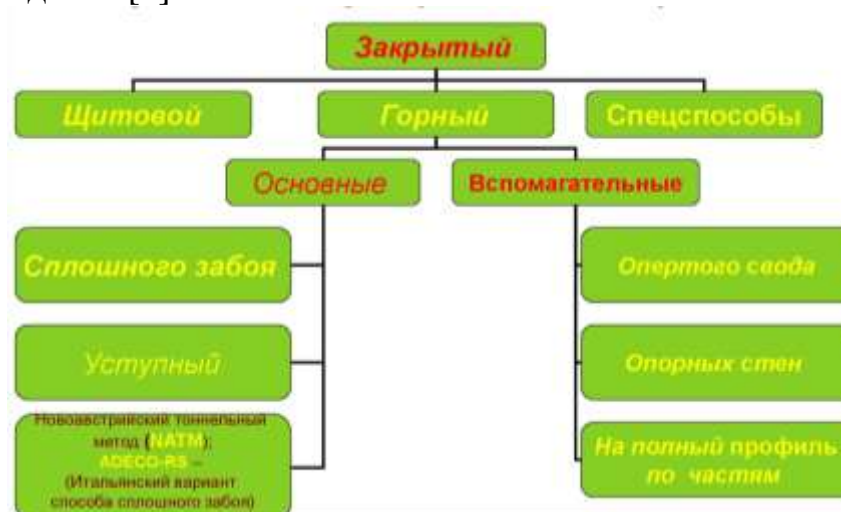 Закрытый
Щитовой
Горный
Спецспособы
Основные
Вспомагательные
Сплошного забоя
Опертого свода
Уступный
Опорных стен
Новоавстрийский тоннельный
метод (NATM);
ADECO-RS –
(Итальянский вариант
способа сплошного забоя)
На полный профиль
по частям